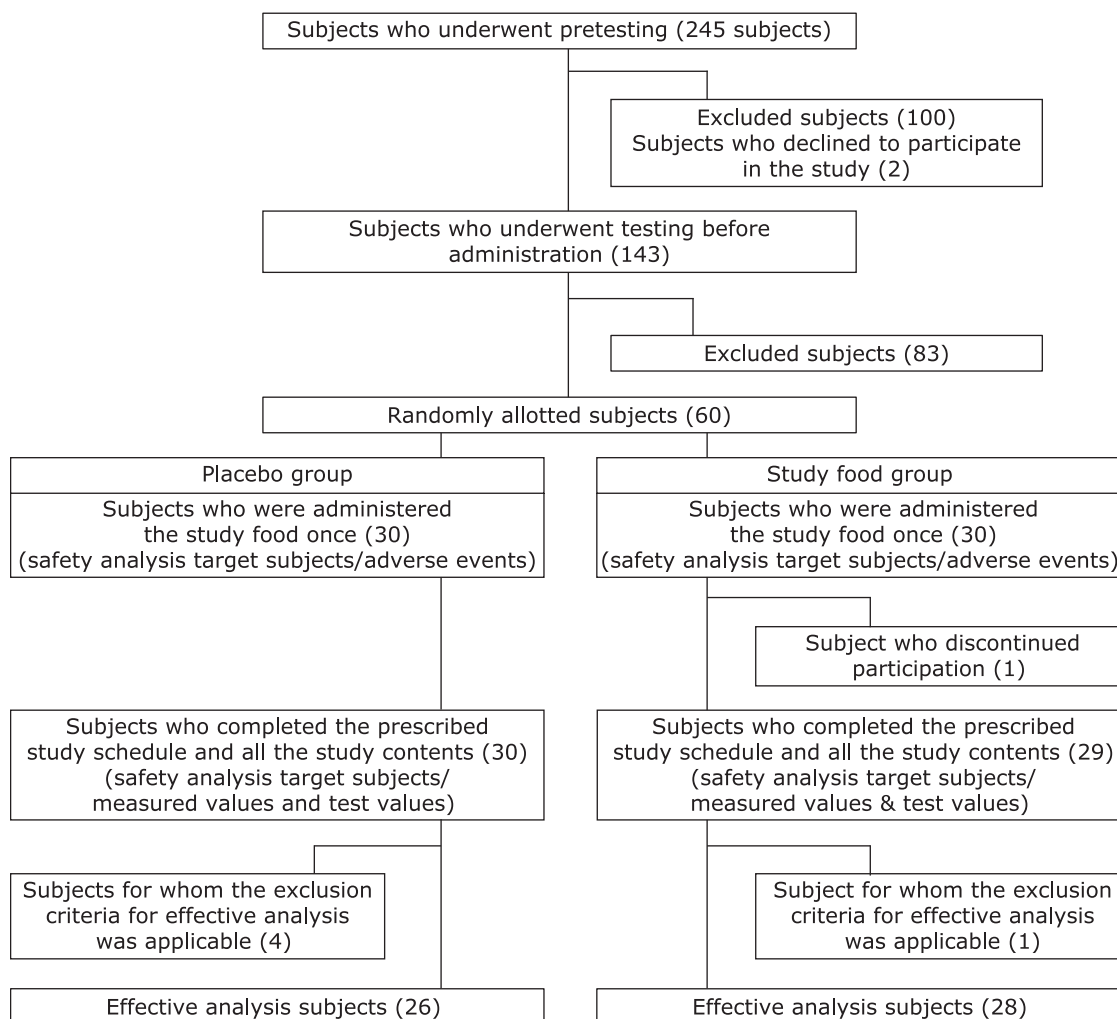 Subjects who underwent pretesting (245 subjects)
Excluded subjects (100)
Subjects who declined to participate
in the study (2)
Subjects who underwent testing before
administration (143)
Excluded subjects (83)
Randomly allotted subjects (60)
Placebo group
Subjects who were administered
the study food once (30)
(safety analysis target subjects/adverse events)
Study food group
Subjects who were administered
the study food once (30)
(safety analysis target subjects/adverse events)
Subject who discontinued
participation (1)
Subjects who completed the prescribed
study schedule and all the study contents (30)
(safety analysis target subjects/
measured values and test values)
Subjects who completed the prescribed
study schedule and all the study contents (29)
(safety analysis target subjects/
measured values & test values)
Subjects for whom the exclusion
criteria for effective analysis
was applicable (4)
Subject for whom the exclusion
criteria for effective analysis
was applicable (1)
Effective analysis subjects (26)
Effective analysis subjects (28)